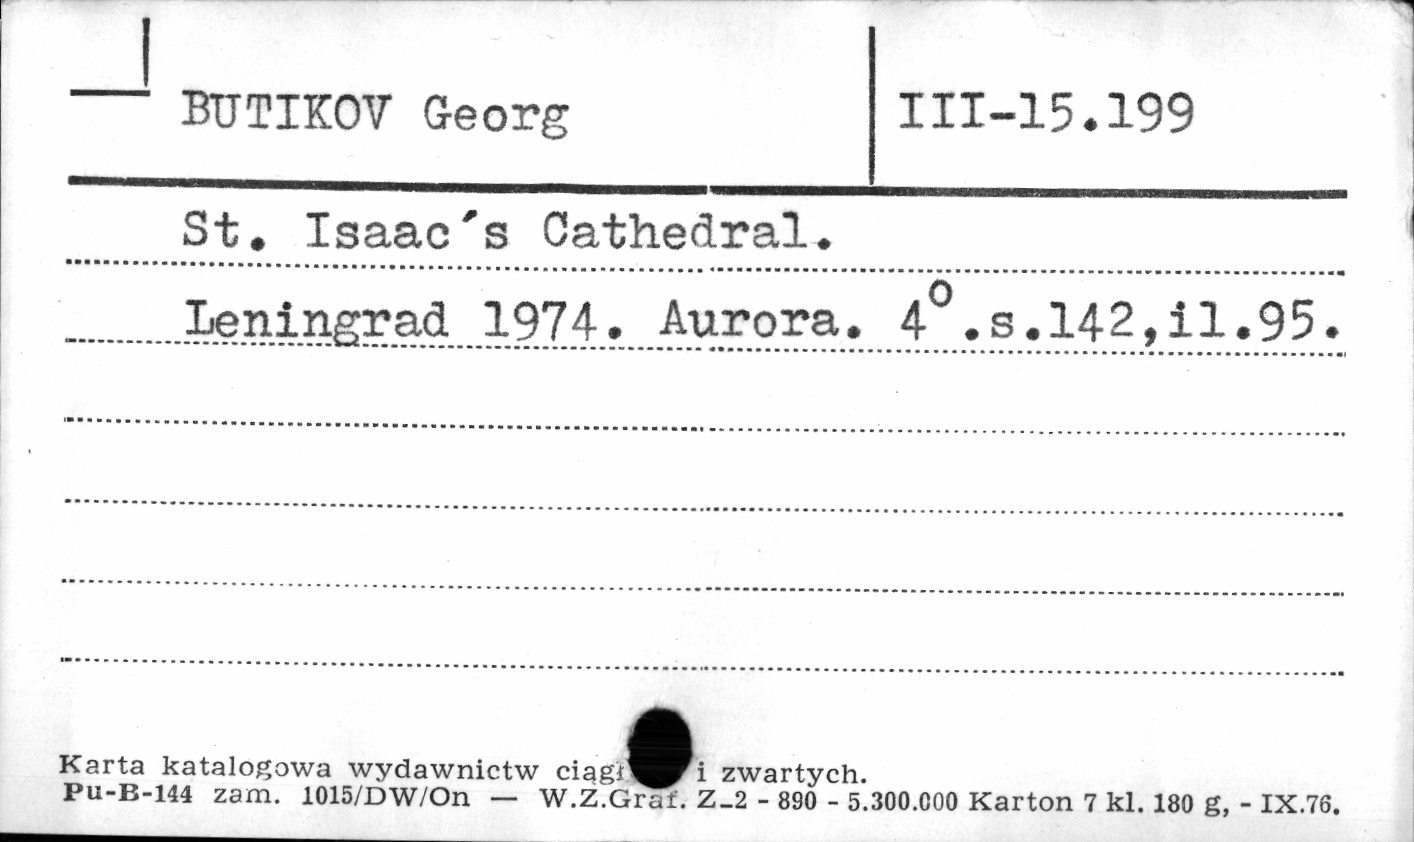 BUTIKOV Georg
III-15.199
St. Isaac's Cathedral.
Leningrad 1974. Aurora. 4°.s.142,il.95.
Karta katalogowa wydawnictw i zwartych.
Pu-B-144 zam. 1015/DW/On — W.Z.Graf. Z-2 - 890 - 5.300.000 Karton 7 kl. 180 g, - IX.76.